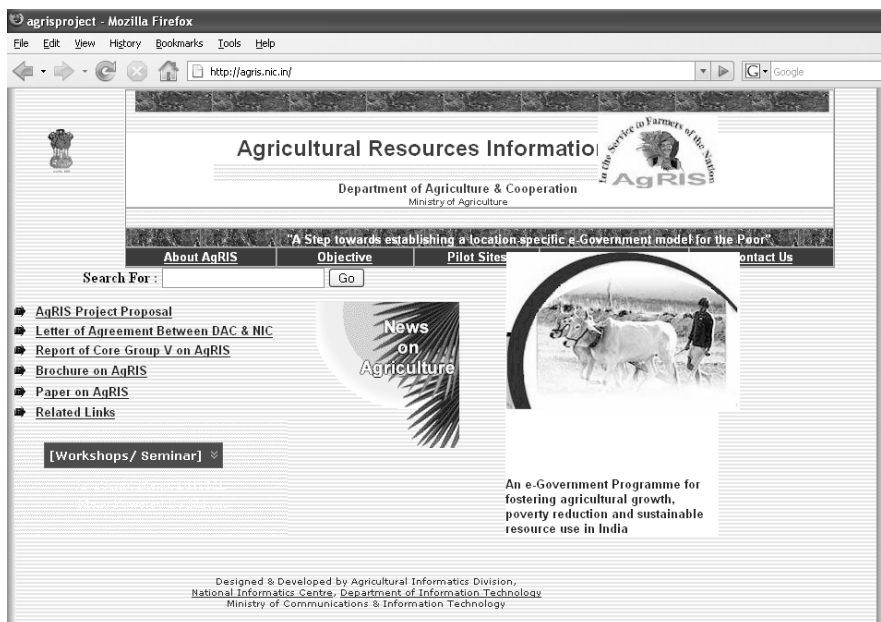 agrisproject - Mozilla Firefox
File Edit View History Bookmarks Tools Help
http://agris.nic.in/
Google
In the Service to Farmers of the Nation
Agricultural Resources Informatio
AgRIS
Department of Agriculture & Cooperation
Ministry of Agriculture
"A Step towards establishing a location-specific e-Government model for the Poor"
About AgRIS Objective Pilot Sites ontact Us
Search For : Go
AgRIS Project Proposal
Letter of Agreement Between DAC & NIC
Report of Core Group V on AgRIS
Brochure on AgRIS
Paper on AgRIS
Related Links
News
on
Agriculture
[Workshops/ Seminar]
An e-Government Programme for
fostering agricultural growth,
poverty reduction and sustainable
resource use in India
Designed & Developed by Agricultural Informatics Division,
National Informatics Centre, Department of Information Technology
Ministry of Communications & Information Technology